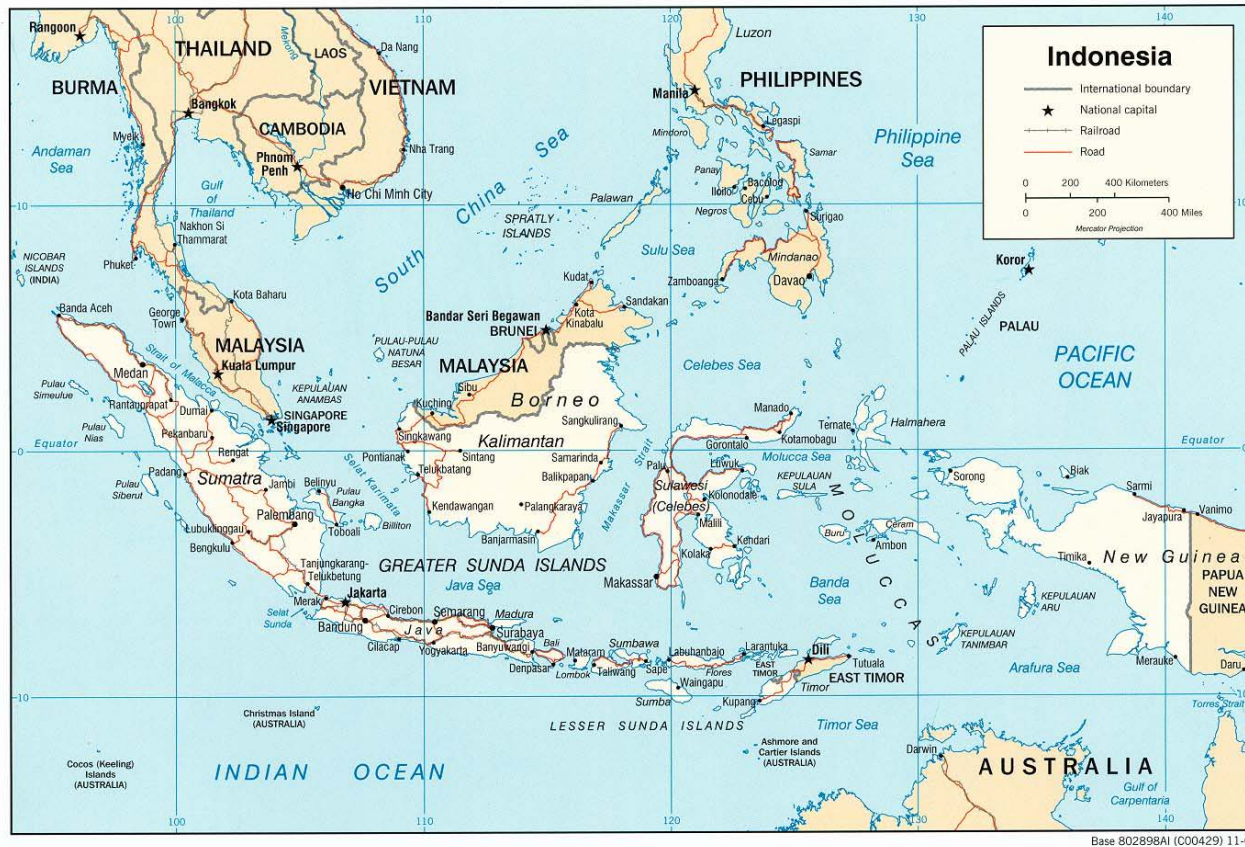 100
110
120
130
140
Rangoon
THAILAND
LAOS
Mekong
Da Nang
Luzon
BURMA
VIETNAM
PHILIPPINES
Bangkok
Manila
CAMBODIA
Legaspi
Myeik
Mindoro
Philippine
Sea
Andaman
Sea
Phnom
Penh
Nha Trang
Samar
Gulf
of
Thailand
Ho Chi Minh City
South China Sea
Panay
Iloilo
Bacolod
Cebu
Palawan
Negros
Surigao
10
Nakhon Si
Thammarat
SPRATLY
ISLANDS
Sulu Sea
Mindanao
NICOBAR
ISLANDS
(INDIA)
Phuket
Kudat
Zamboanga
Davao
Koror
Banda Aceh
Kota Baharu
Sandakan
George
Town
Bandar Seri Begawan
BRUNEI
Kota
Kinabalu
PALAU ISLANDS
PALAU
MALAYSIA
Kuala Lumpur
PULAU-PULAU
NATUNA
BESAR
MALAYSIA
Celebes Sea
PACIFIC
OCEAN
Strait of Malacca
Medan
Pulau
Simeulue
KEPULAUAN
ANAMBAS
Sibu
Rantauprapat
Dumai
SINGAPORE
Singapore
Kuching
Borneo
Manado
Ternate
Halmahera
Pulau
Nias
Singkawang
Sangkulirang
Kotamobagu
Equator
Pekanbaru
Kalimantan
Gorontalo
Molucca Sea
Equator
0
Rengat
Pontianak
Sintang
Samarinda
Strait
Palu
Luwuk
Padang
Selat Karimata
Telukbatang
KEPULAUAN
SULA
Sorong
Biak
Pulau
Siberut
Sumatra
Jambi
Belinyu
Pulau
Bangka
Balikpapan
Makassar
Sulawesi
(Celebes)
Kolonodale
Sarmi
Kendawangan
Palangkaraya
MOLUCCAS
Jayapura
Vanimo
Palembang
Billiton
Malili
Lubuklinggau
Toboali
Buru
Ceram
Bengkulu
Banjarmasin
Kolaka
Kendari
Ambon
New Guinea
Timika
Tanjungkarang-
Telukbetung
GREATER SUNDA ISLANDS
Java Sea
Makassar
Banda
Sea
PAPUA
NEW
GUINEA
Jakarta
Merak
KEPULAUAN
ARU
Selat
Sunda
Cirebon
Semarang
Madura
Bandung
Java
Surabaya
Bali
Sumbawa
KEPULAUAN
TANIMBAR
Cilacap
Yogyakarta
Banyuwangi
Mataram
Labuhanbajo
Larantuka
Dili
Denpasar
Lombok
Taliwang
Sape
Flores
EAST
TIMOR
Tutuala
EAST TIMOR
Arafura Sea
Merauke
Daru
Waingapu
Timor
Sumba
Kupang
10
Christmas Island
(AUSTRALIA)
LESSER SUNDA ISLANDS
Timor Sea
Torres Strait
Ashmore and
Cartier Islands
(AUSTRALIA)
Darwin
Cocos (Keeling)
Islands
(AUSTRALIA)
INDIAN OCEAN
AUSTRALIA
Gulf of
Carpentaria
100
110
120
130
140
Indonesia
International boundary
National capital
Railroad
Road
0 200 400 Kilometers
0 200 400 Miles
Mercator Projection
Base 802898AI (C00429) 11-